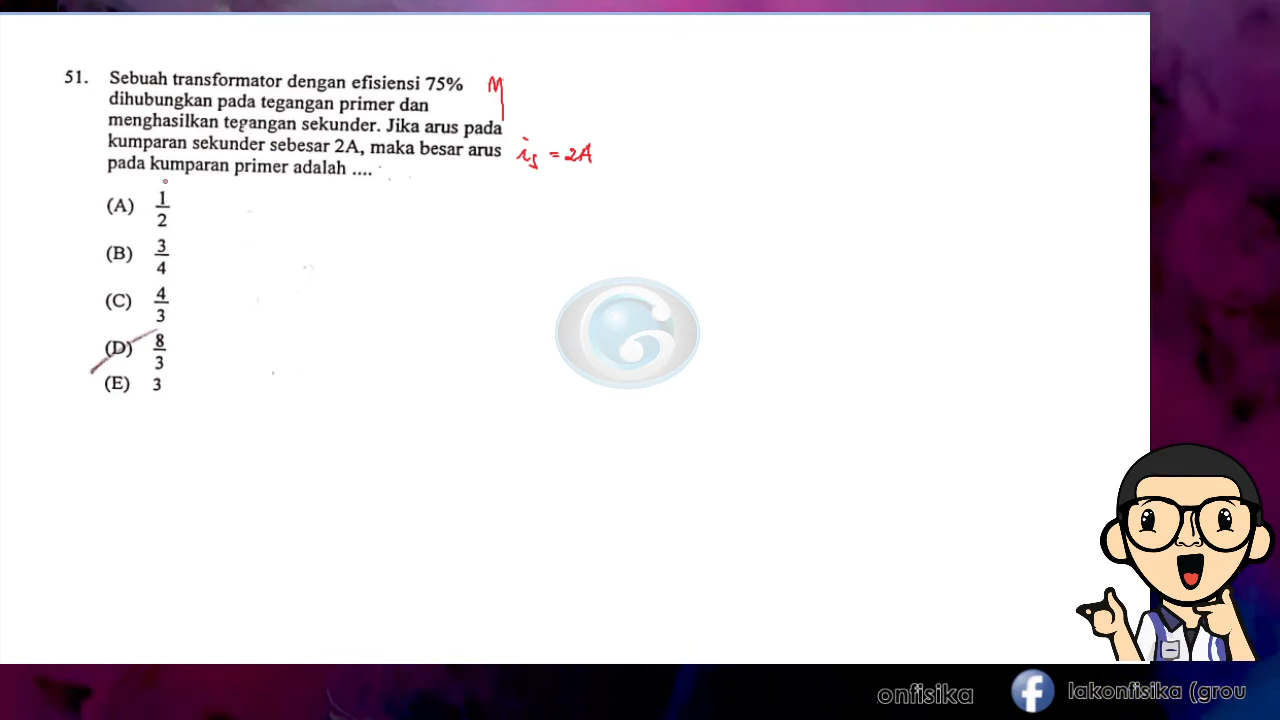 51. Sebuah transformator dengan efisiensi 75%
dihubungkan pada tegangan primer dan
menghasilkan tegangan sekunder. Jika arus pada
kumparan sekunder sebesar 2A, maka besar arus
pada kumparan primer adalah ....
η
i_s = 2A
(A) 1/2
(B) 3/4
(C) 4/3
(D) 8/3
(E) 3
onfisika
lakonfisika (grou